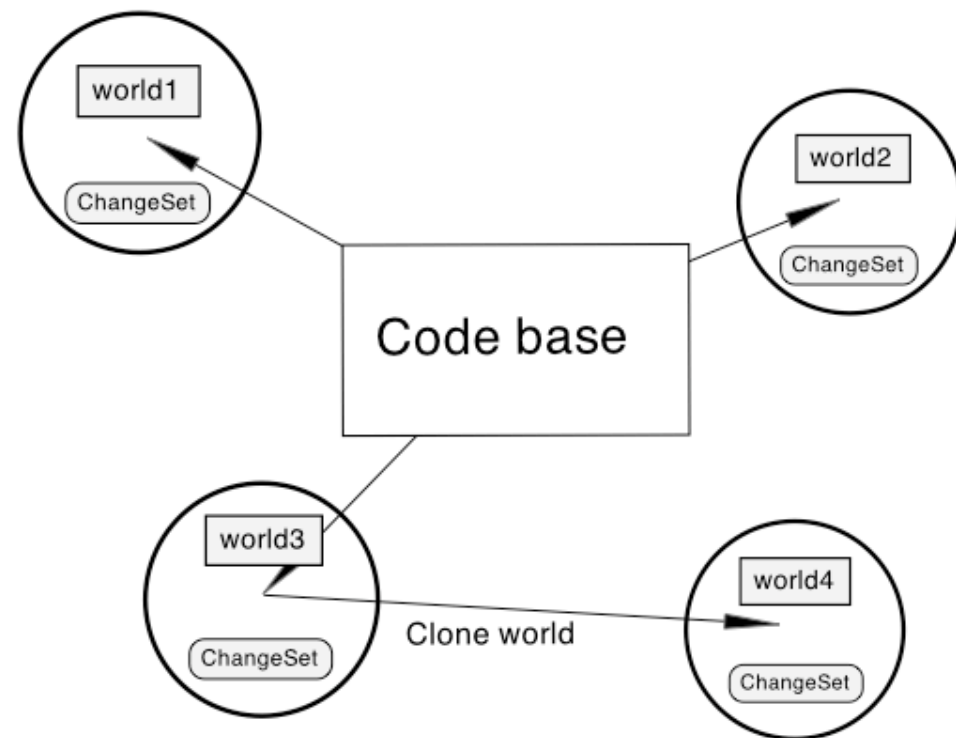 world1
ChangeSet
world2
ChangeSet
Code base
world3
ChangeSet
Clone world
world4
ChangeSet